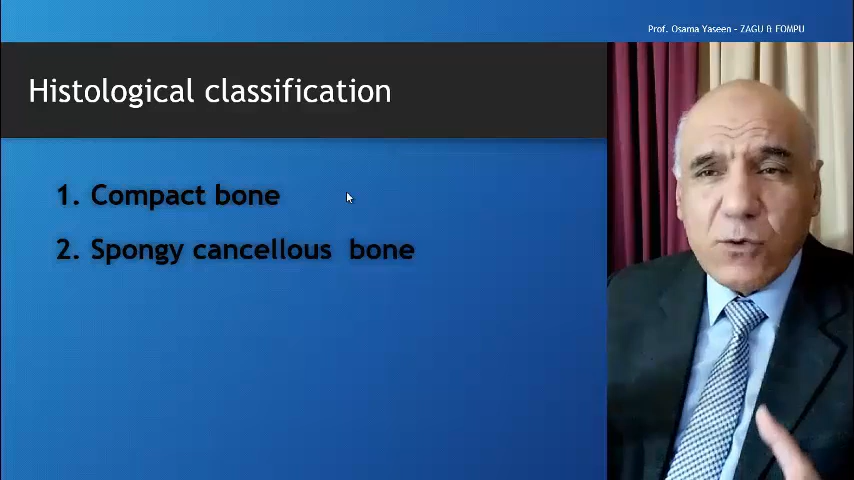 Prof. Osama Yaseen - ZAGU & FOMPU
Histological classification
1. Compact bone
2. Spongy cancellous bone